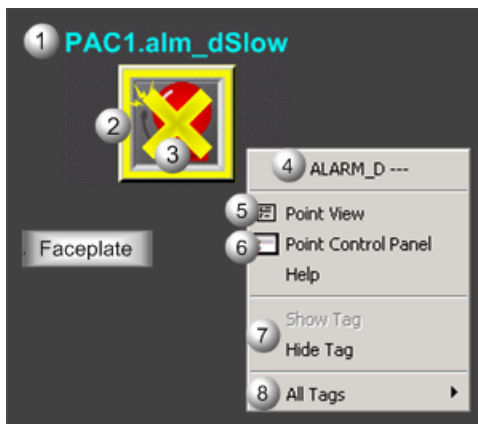 1 PAC1.alm_dSlow
2
3
4 ALARM_D ---
5 Point View
Faceplate
6 Point Control Panel
Help
Show Tag
7
Hide Tag
8 All Tags